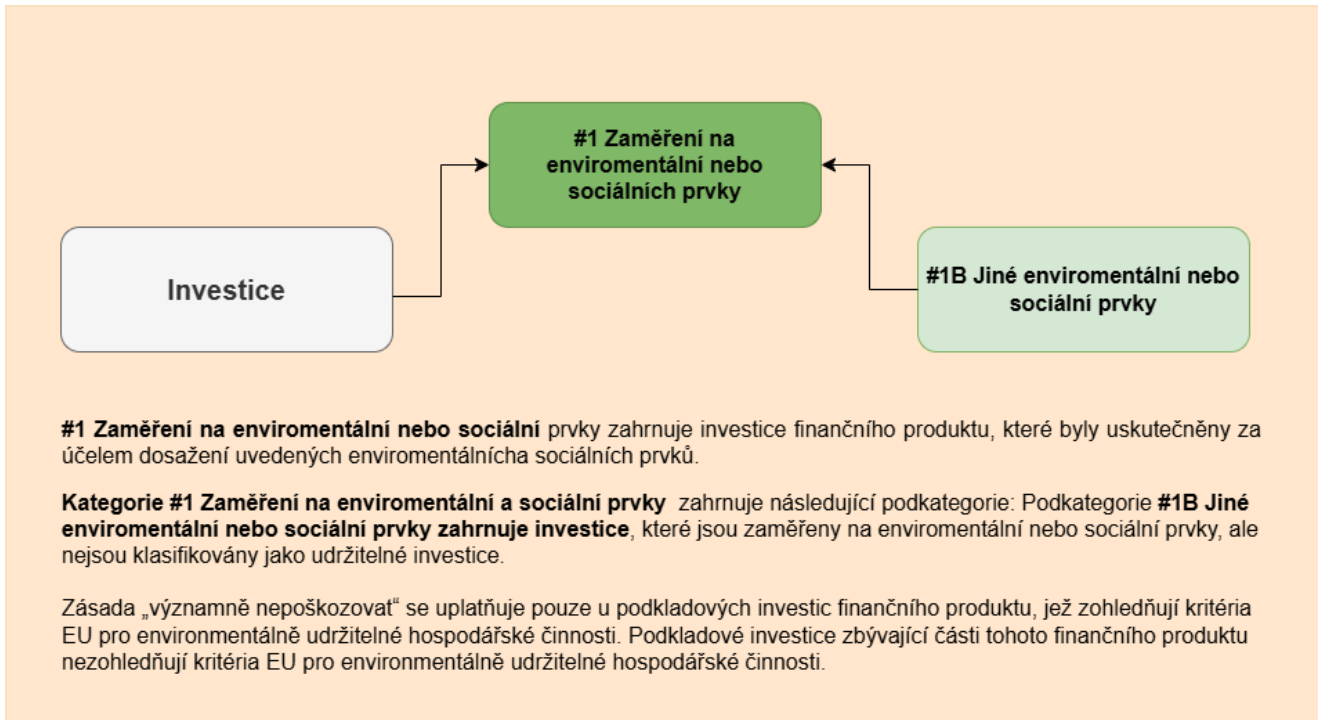 #1 Zaměření na
enviromentální nebo
sociálních prvky
Investice
#1B Jiné enviromentální nebo
sociální prvky
#1 Zaměření na enviromentální nebo sociální prvky zahrnuje investice finančního produktu, které byly uskutečněny za
účelem dosažení uvedených enviromentálnícha sociálních prvků.
Kategorie #1 Zaměření na enviromentální a sociální prvky zahrnuje následující podkategorie: Podkategorie #1B Jiné
enviromentální nebo sociální prvky zahrnuje investice, které jsou zaměřeny na enviromentální nebo sociální prvky, ale
nejsou klasifikovány jako udržitelné investice.
Zásada „významně nepoškozovat“ se uplatňuje pouze u podkladových investic finančního produktu, jež zohledňují kritéria
EU pro environmentálně udržitelné hospodářské činnosti. Podkladové investice zbývající části tohoto finančního produktu
nezohledňují kritéria EU pro environmentálně udržitelné hospodářské činnosti.